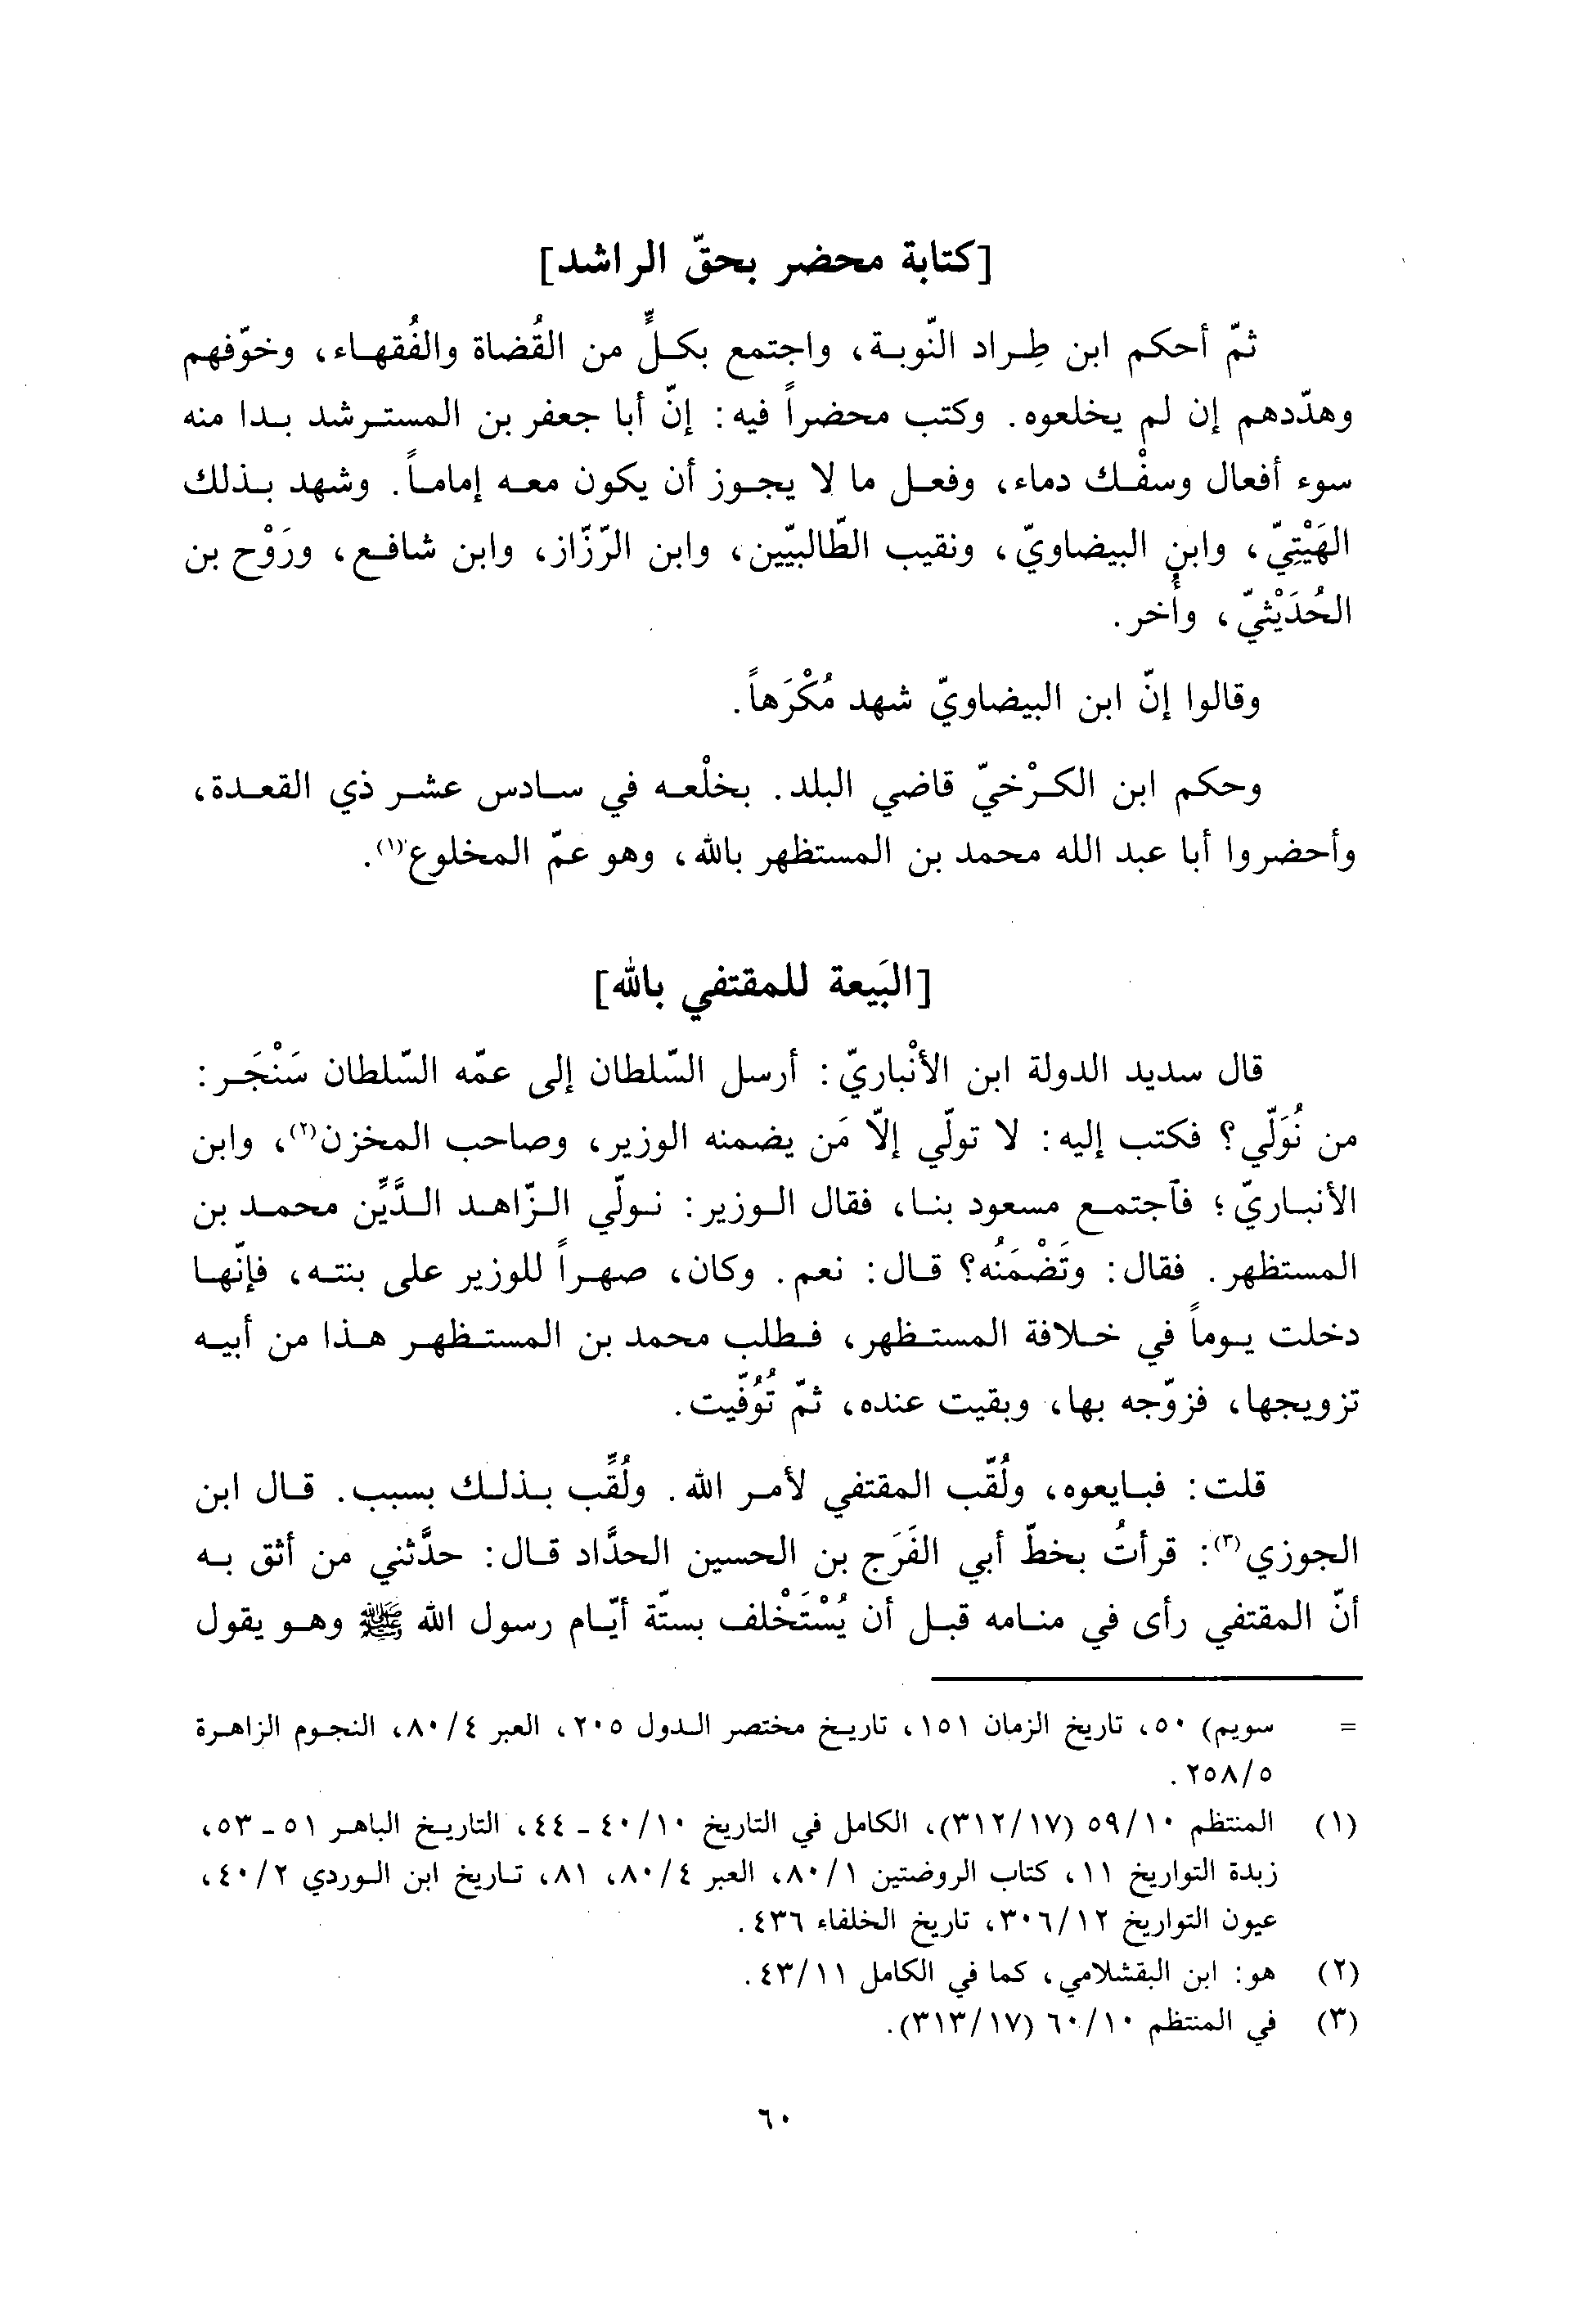 [كتابة محضر بحقّ الراشد]
ثمّ أحكم ابن طِراد النّوبة، واجتمع بكلٍّ من القُضاة والفُقهاء، وخوّفهم
وهدّدهم إن لم يخلعوه. وكتب محضراً فيه: إنّ أبا جعفر بن المسترشد بدا منه
سوء أفعال وسفْك دماء، وفعل ما لا يجوز أن يكون معه إماماً. وشهد بذلك
الهَيْتِيّ، وابن البيضاويّ، ونقيب الطّالبيّين، وابن الرّزّاز، وابن شافع، ورَوْح بن
الحُدَيْثيّ، وأُخر.
وقالوا إنّ ابن البيضاويّ شهد مُكْرَهاً.
وحكم ابن الكرْخيّ قاضي البلد. بخلْعه في سادس عشر ذي القعدة،
وأحضروا أبا عبد الله محمد بن المستظهر بالله، وهو عمّ المخلوع(١).
[البَيعة للمقتفي بالله]
قال سديد الدولة ابن الأنْباريّ: أرسل السّلطان إلى عمّه السّلطان سَنْجَر:
من نُوَلّي؟ فكتب إليه: لا تولّي إلّا مَن يضمنه الوزير، وصاحب المخزن(٢)، وابن
الأنباريّ؛ فآجتمع مسعود بنا، فقال الوزير: نولّي الزّاهد الدَّيِّن محمد بن
المستظهر. فقال: وتَضْمَنُه؟ قال: نعم. وكان، صهراً للوزير على بنته، فإنّها
دخلت يوماً في خلافة المستظهر، فطلب محمد بن المستظهر هذا من أبيه
تزويجها، فزوّجه بها، وبقيت عنده، ثمّ تُوُفّيت.
قلت: فبايعوه، ولُقّب المقتفي لأمر الله. ولُقِّب بذلك بسبب. قال ابن
الجوزي(٣): قرأتُ بخطّ أبي الفَرَج بن الحسين الحدَّاد قال: حدَّثني من أثق به
أنّ المقتفي رأى في منامه قبل أن يُسْتَخْلف بستّة أيّام رسول الله ﷺ وهو يقول
= سويم) ٥٠، تاريخ الزمان ١٥١، تاريخ مختصر الدول ٢٠٥، العبر ٨٠/٤، النجوم الزاهرة
٢٥٨/٥.
(١) المنتظم ٥٩/١٠ (٣١٢/١٧)، الكامل في التاريخ ٤٠/١٠ ـ ٤٤، التاريخ الباهر ٥١ ـ ٥٣،
زبدة التواريخ ١١، كتاب الروضتين ٨٠/١، العبر ٨٠/٤، ٨١، تاريخ ابن الوردي ٤٠/٢،
عيون التواريخ ٣٠٦/١٢، تاريخ الخلفاء ٤٣٦.
(٢) هو: ابن البقشلامي، كما في الكامل ٤٣/١١.
(٣) في المنتظم ٦٠/١٠ (٣١٣/١٧).
٦٠